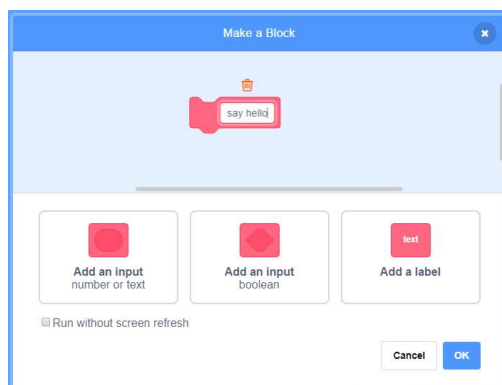 Make a Block
say hello
text
Add an input
number or text
Add an input
boolean
Add a label
Run without screen refresh
Cancel
OK